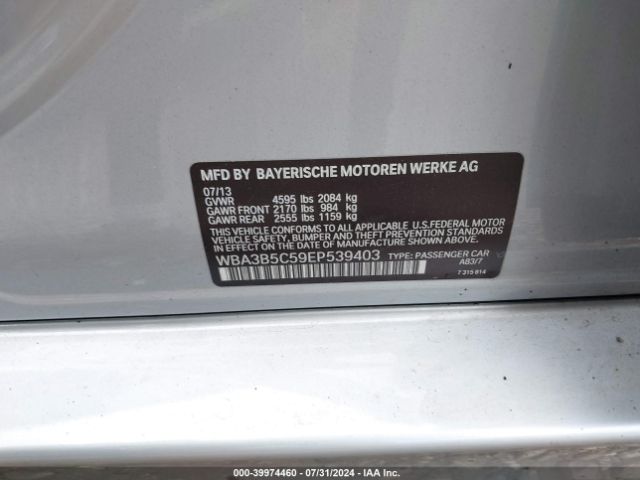 MFD BY BAYERISCHE MOTOREN WERKE AG
07/13
GVWR 4595 lbs 2084 kg
GAWR FRONT 2170 lbs 984 kg
GAWR REAR 2555 lbs 1159 kg
THIS VEHICLE CONFORMS TO ALL APPLICABLE U.S.FEDERAL MOTOR
VEHICLE SAFETY, BUMPER AND THEFT PREVENTION STANDARDS
IN EFFECT ON THE DATE OF MANUFACTURE SHOWN ABOVE.
WBA3B5C59EP539403 TYPE: PASSENGER CAR
A83/7
7 315 814
000-39974460 - 07/31/2024 - IAA Inc.